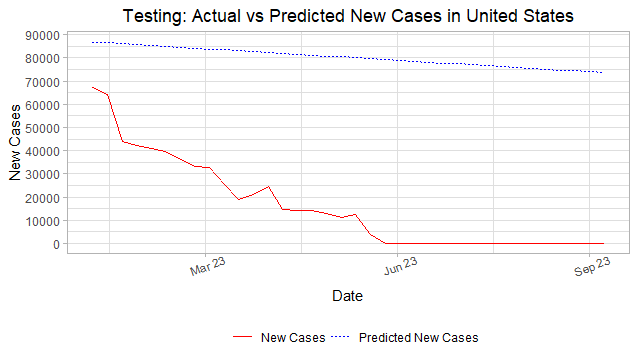 Testing: Actual vs Predicted New Cases in United States
New Cases
90000
80000
70000
60000
50000
40000
30000
20000
10000
0
Mar 23
Jun 23
Sep 23
Date
New Cases
Predicted New Cases